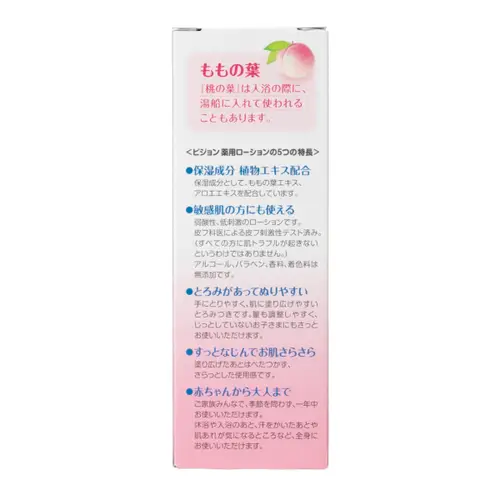 ももの葉
「桃の葉」は入浴の際に、
湯船に入れて使われる
こともあります。
<ピジョン 薬用ローションの5つの特長>
●保湿成分 植物エキス配合
保湿成分として、ももの葉エキス、
アロエエキスを配合しています。
●敏感肌の方にも使える
弱酸性、低刺激のローションです。
皮フ科医による皮フ刺激性テスト済み。
(すべての方に肌トラブルが起きない
というわけではありません。)
アルコール、パラベン、香料、着色料は
無添加です。
●とろみがあってぬりやすい
手にとりやすく、肌に塗り広げやすい
とろみつきです。量も調整しやすく、
じっとしていないお子さまにもさっと
お使いいただけます。
●すっとなじんでお肌さらさら
塗り広げたあとはべたつかず、
さらっとした使用感です。
●赤ちゃんから大人まで
ご家族みんなで、季節を問わず、一年中
お使いいただけます。
沐浴や入浴のあと、汗をかいたあとや
肌あれが気になるところなど、全身に
お使いいただけます。